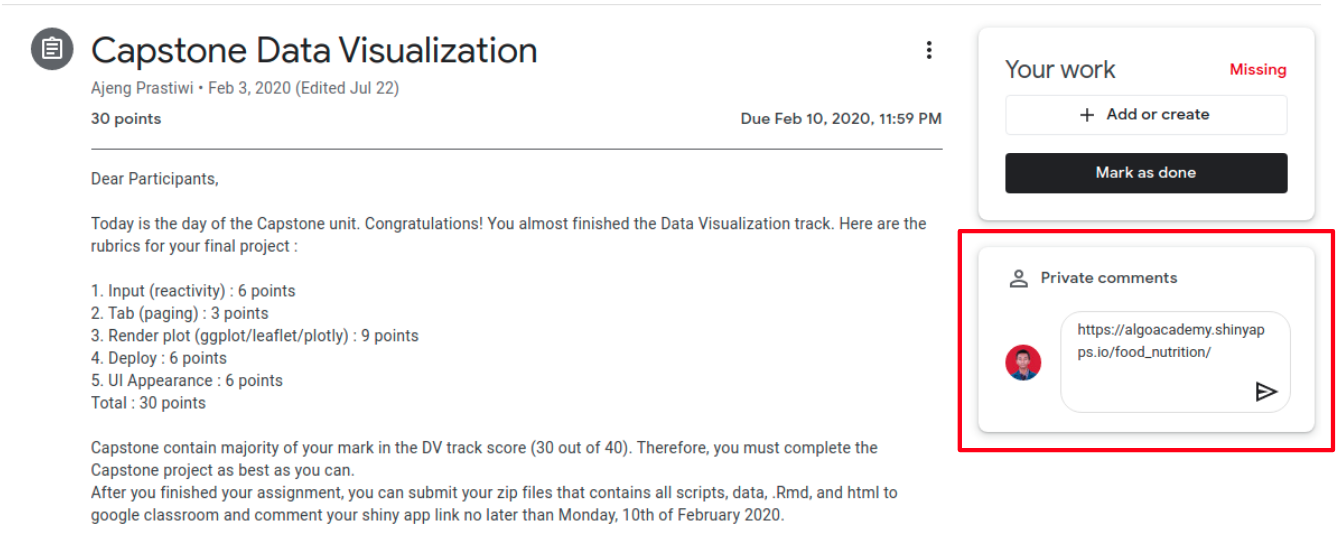 Capstone Data Visualization
Ajeng Prastiwi • Feb 3, 2020 (Edited Jul 22)
30 points
Due Feb 10, 2020, 11:59 PM
Dear Participants,
Today is the day of the Capstone unit. Congratulations! You almost finished the Data Visualization track. Here are the
rubrics for your final project :
1. Input (reactivity) : 6 points
2. Tab (paging) : 3 points
3. Render plot (ggplot/leaflet/plotly) : 9 points
4. Deploy : 6 points
5. UI Appearance : 6 points
Total : 30 points
Capstone contain majority of your mark in the DV track score (30 out of 40). Therefore, you must complete the
Capstone project as best as you can.
After you finished your assignment, you can submit your zip files that contains all scripts, data, .Rmd, and html to
google classroom and comment your shiny app link no later than Monday, 10th of February 2020.
Your work
Missing
+ Add or create
Mark as done
Private comments
https://algoacademy.shinyap
ps.io/food_nutrition/